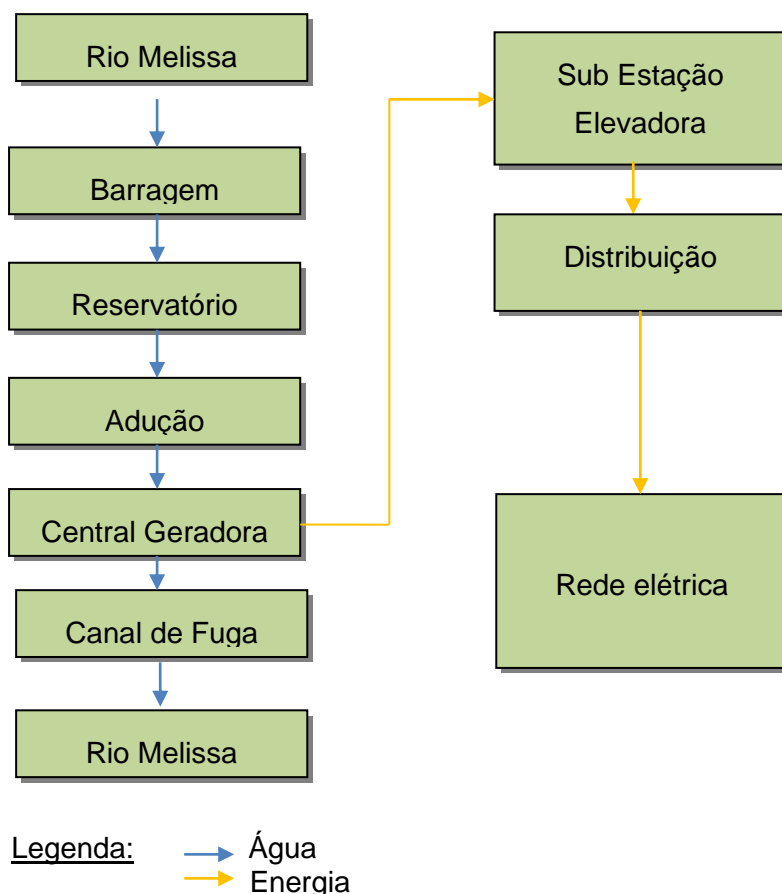 Rio Melissa
Barragem
Reservatório
Adução
Central Geradora
Canal de Fuga
Rio Melissa
Sub Estação
Elevadora
Distribuição
Rede elétrica
Legenda:
Água
Energia